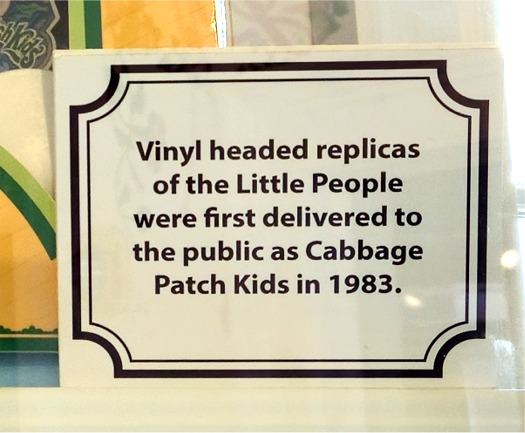 Vinyl headed replicas
of the Little People
were first delivered to
the public as Cabbage
Patch Kids in 1983.